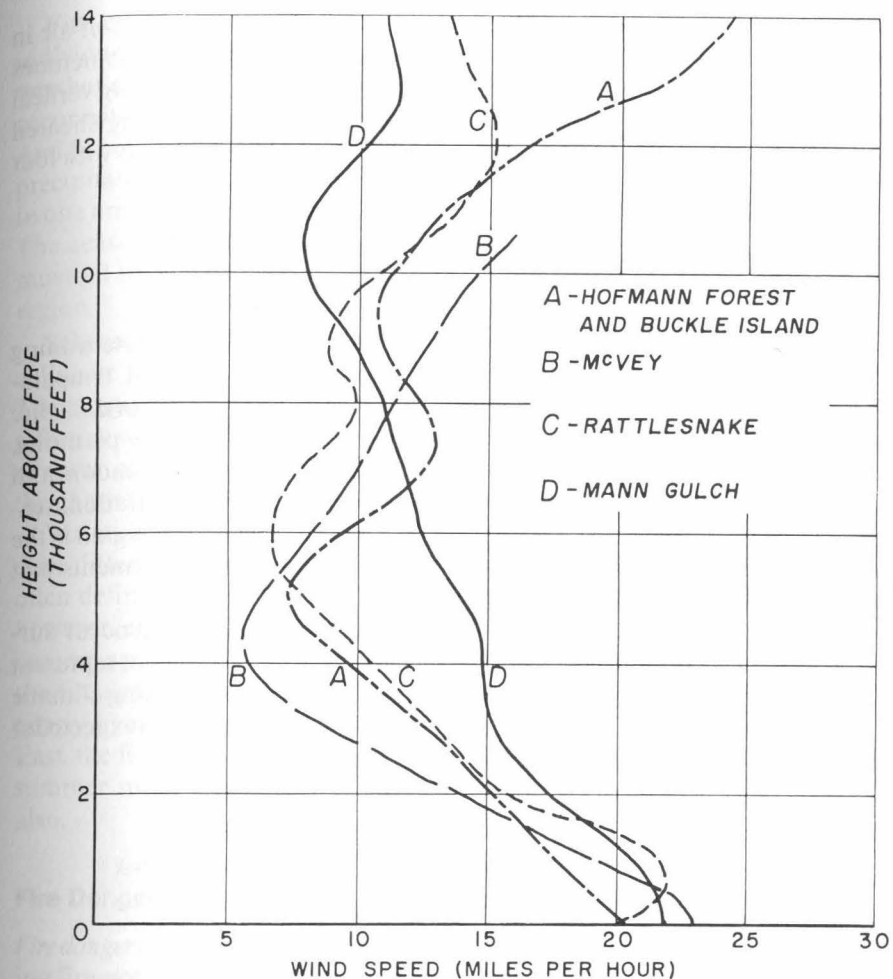 14
12
10
8
6
4
2
0
HEIGHT ABOVE FIRE
(THOUSAND FEET)
5
10
15
20
25
30
WIND SPEED (MILES PER HOUR)
D
C
A
B
B
A
C
D
A - HOFMANN FOREST
AND BUCKLE ISLAND
B - McVEY
C - RATTLESNAKE
D - MANN GULCH